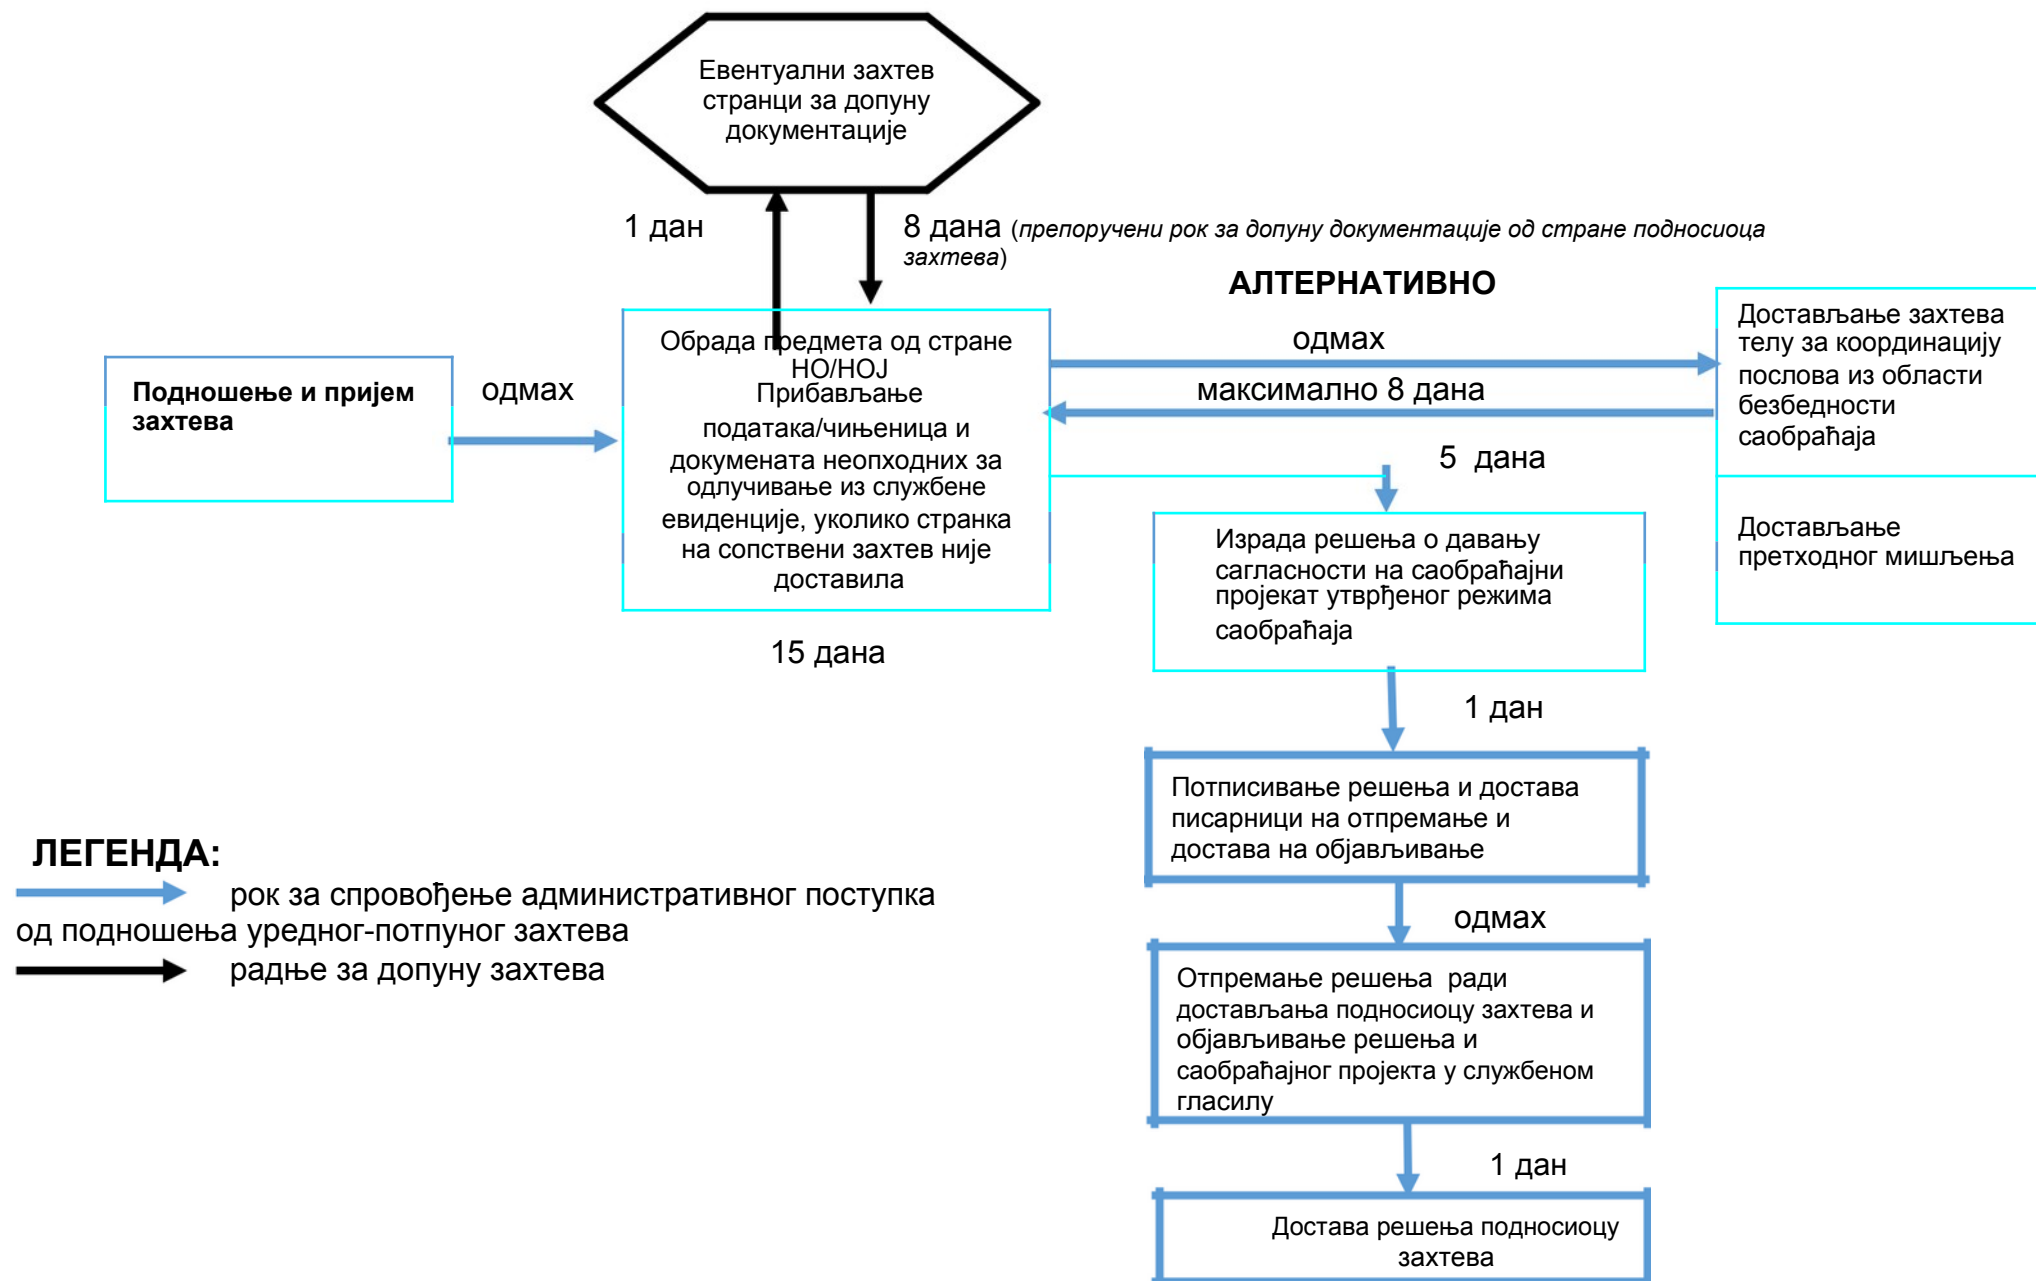 Евентуални захтев
странци за допуну
документације
1 дан
8 дана (препоручени рок за допуну документације од стране подносиоца
захтева)
АЛТЕРНАТИВНО
Подношење и пријем
захтева
одмах
Обрада предмета од стране
НО/НОЈ
Прибављање
података/чињеница и
докумената неопходних за
одлучивање из службене
евиденције, уколико странка
на сопствени захтев није
доставила
15 дана
одмах
максимално 8 дана
Достављање захтева
телу за координацију
послова из области
безбедности
саобраћаја
Достављање
претходног мишљења
5 дана
Израда решења о давању
сагласности на саобраћајни
пројекат утврђеног режима
саобраћаја
1 дан
Потписивање решења и достава
писарници на отпремање и
достава на објављивање
одмах
Отпремање решења ради
достављања подносиоцу захтева и
објављивање решења и
саобраћајног пројекта у службеном
гласилу
1 дан
Достава решења подносиоцу
захтева
ЛЕГЕНДА:
рок за спровођење административног поступка
од подношења уредног-потпуног захтева
радње за допуну захтева